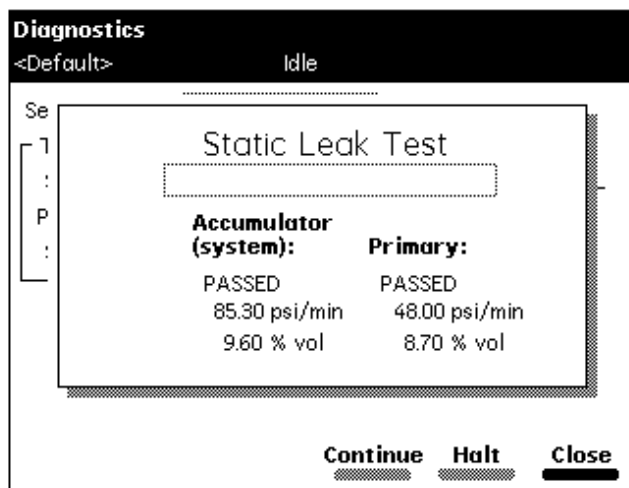 Diagnostics
<Default> Idle
Se
Static Leak Test
P
Accumulator
(system): Primary:
PASSED PASSED
85.30 psi/min 48.00 psi/min
9.60 % vol 8.70 % vol
Continue Halt Close